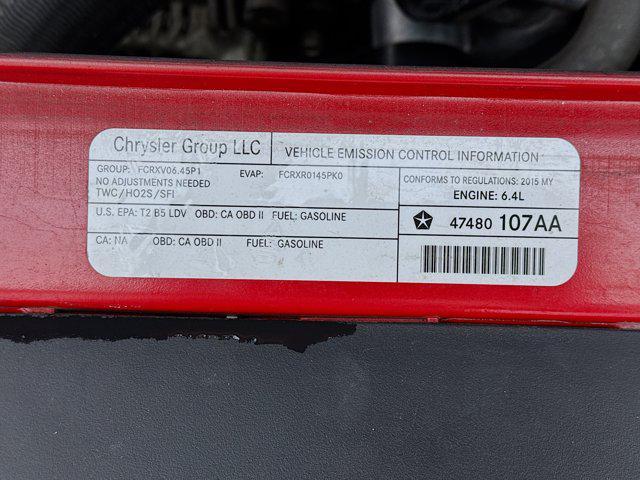 Chrysler Group LLC
VEHICLE EMISSION CONTROL INFORMATION
GROUP: FCRXV06.45P1 EVAP: FCRXR0145PK0
NO ADJUSTMENTS NEEDED
TWC/HO2S/SFI
CONFORMS TO REGULATIONS: 2015 MY
ENGINE: 6.4L
U.S. EPA: T2 B5 LDV OBD: CA OBD II FUEL: GASOLINE
47480 107AA
CA: NA OBD: CA OBD II FUEL: GASOLINE